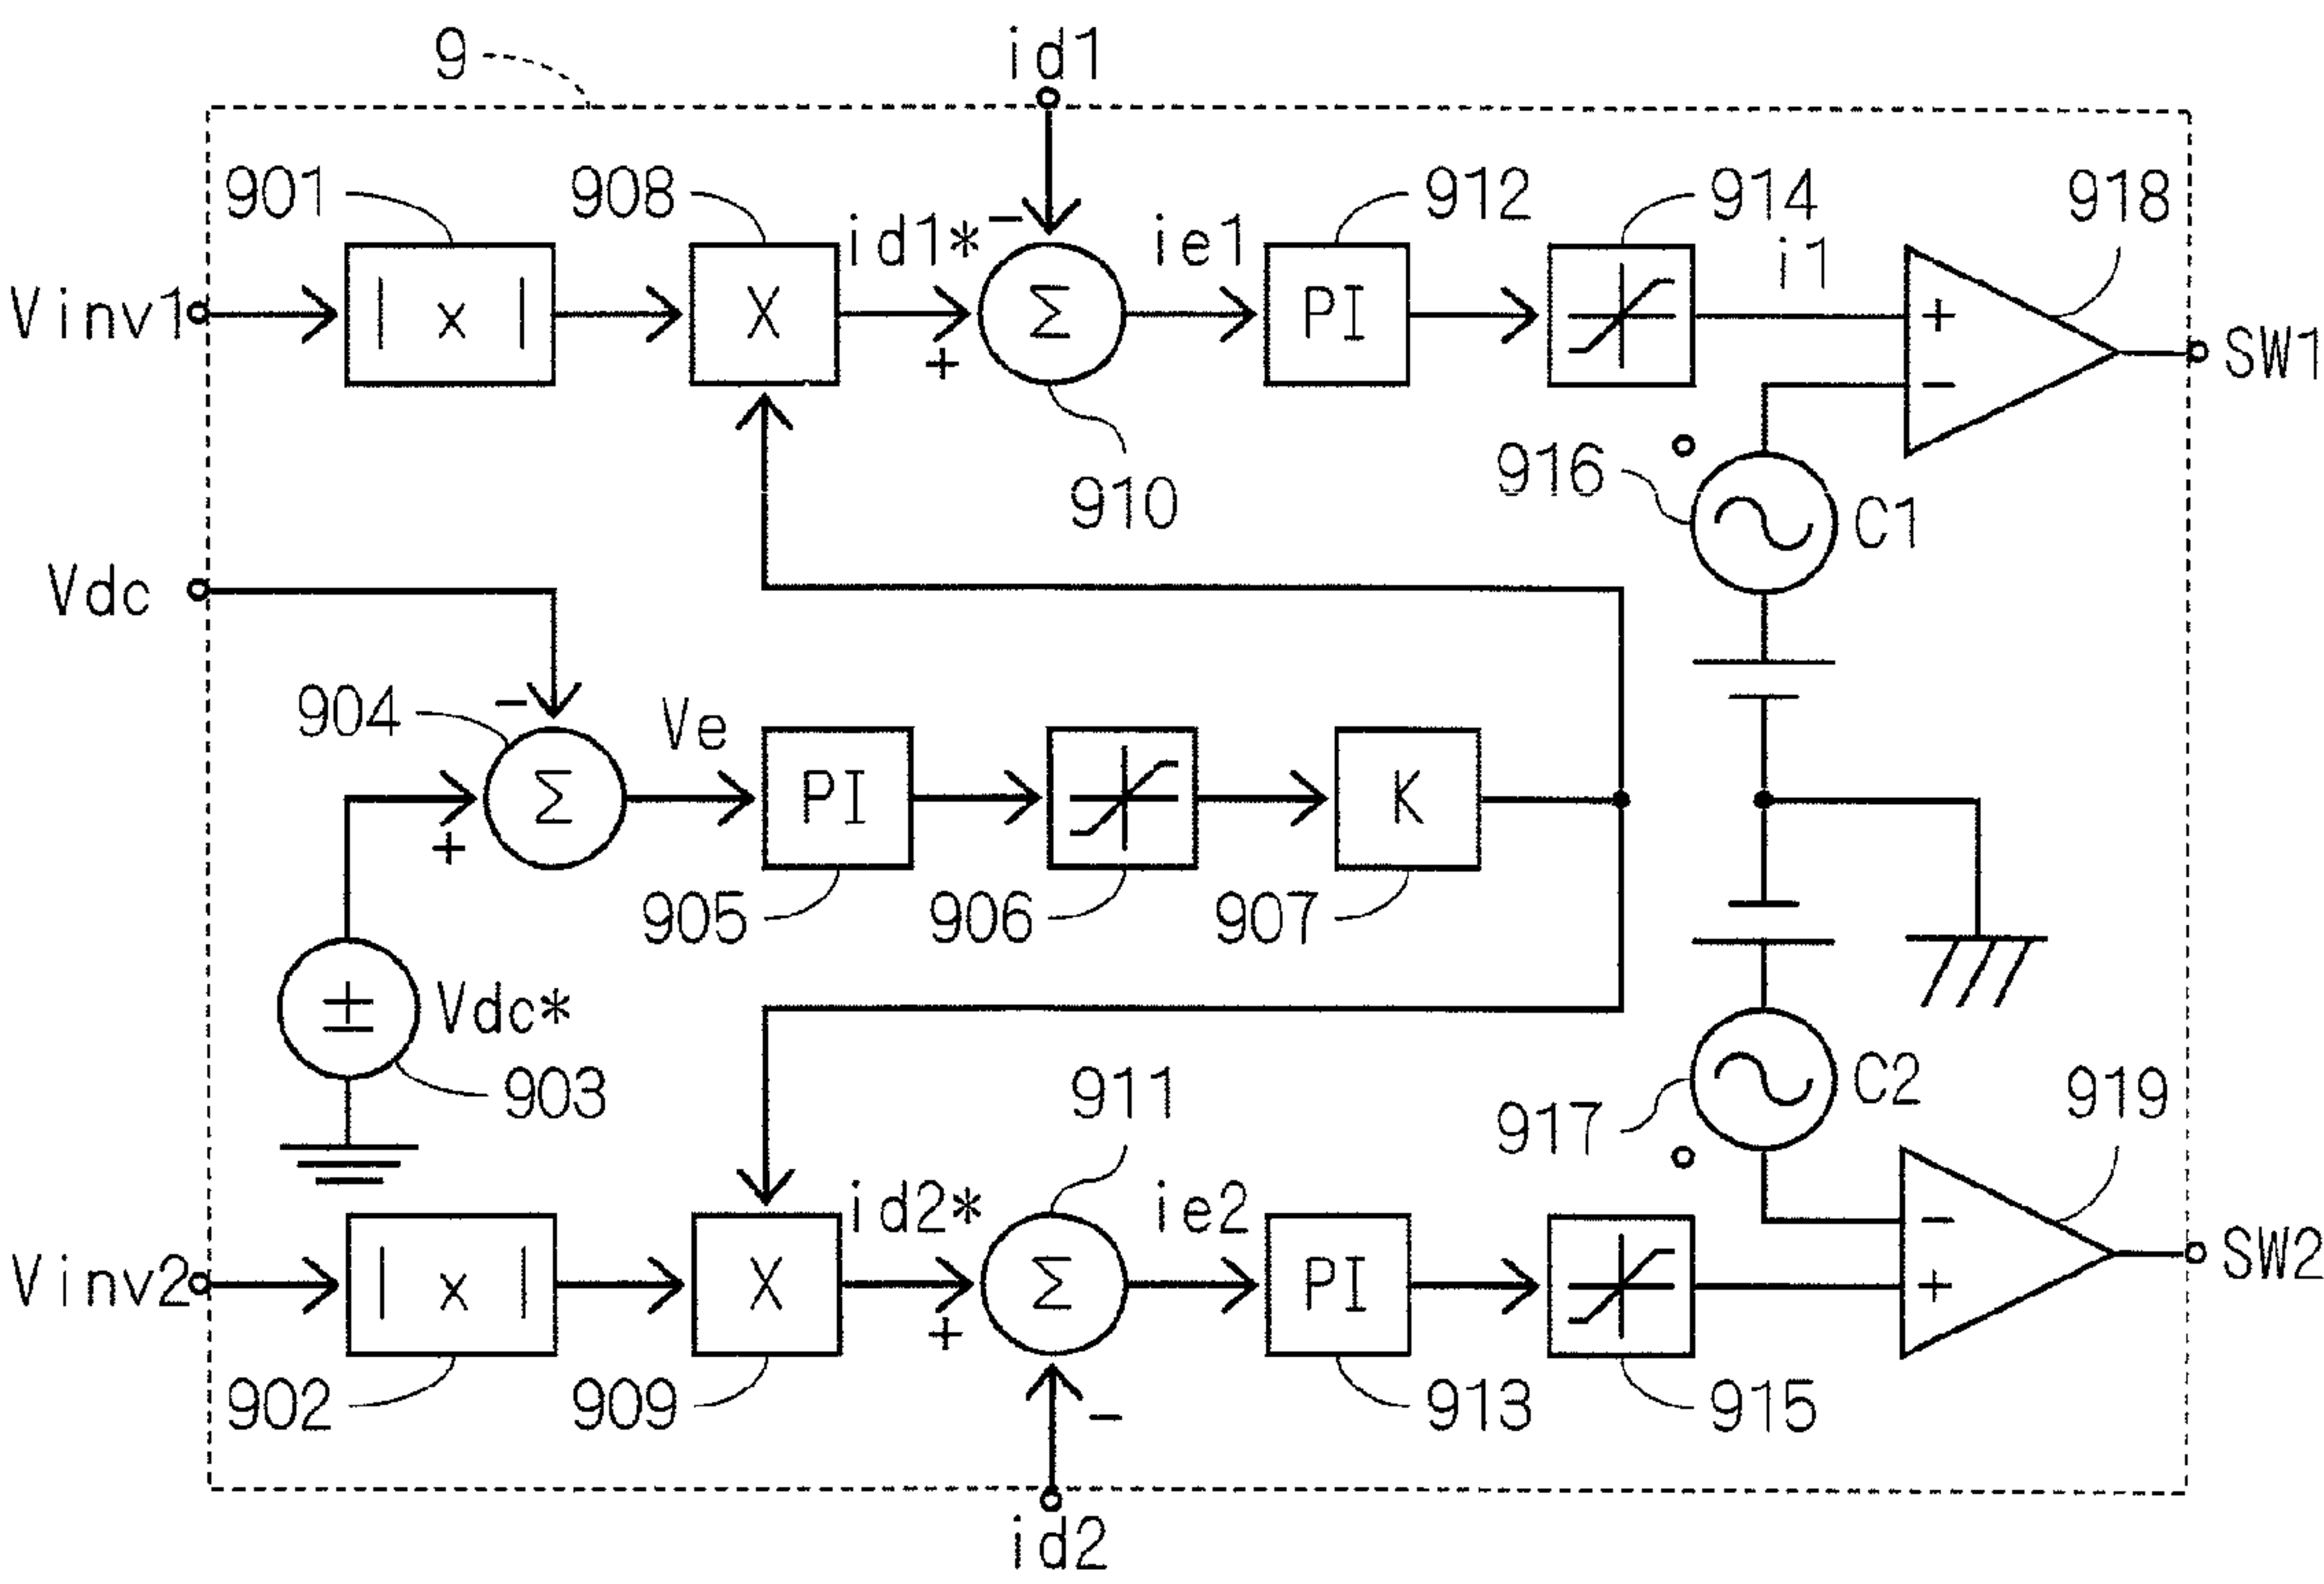 9
id1
901
908
912
914
918
id1*
-
ie1
i1
Vinv1
| x |
X
Σ
PI
+
SW1
+
-
910
916
C1
Vdc
904
-
Ve
Σ
PI
K
+
905
906
907
±
Vdc*
903
911
917
C2
919
id2*
ie2
-
Vinv2
| x |
X
Σ
PI
+
SW2
+
902
909
-
913
915
id2